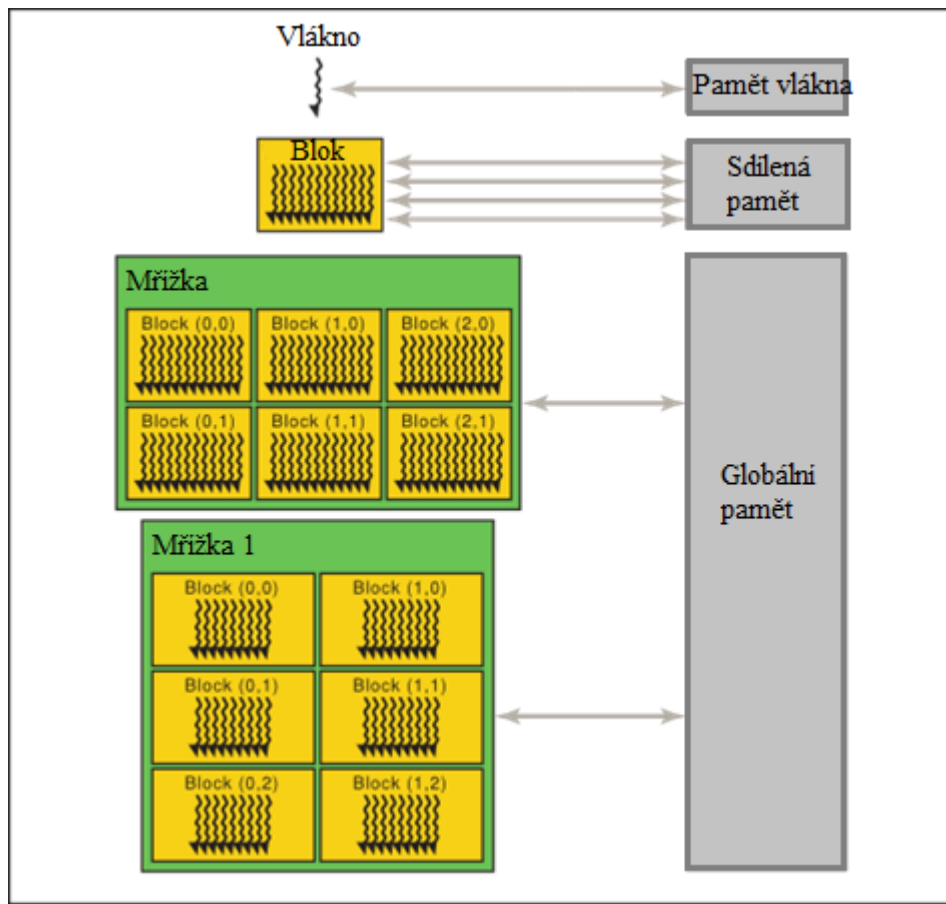 Vlákno
Pamět vlákna
Blok
Sdílená
pamět
Mřížka
Block (0,0) Block (1,0) Block (2,0)
Block (0,1) Block (1,1) Block (2,1)
Globální
pamět
Mřížka 1
Block (0,0) Block (1,0)
Block (0,1) Block (1,1)
Block (0,2) Block (1,2)